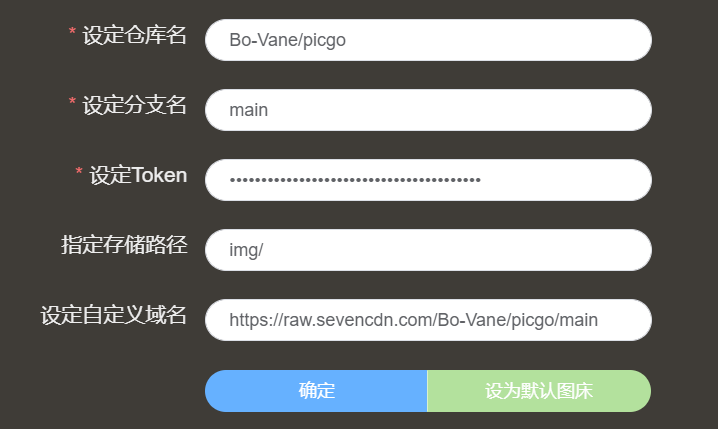 * 设定仓库名 Bo-Vane/picgo
* 设定分支名 main
* 设定Token ••••••••••••••••••••••••••••••••••••••••
指定存储路径 img/
设定自定义域名 https://raw.sevencdn.com/Bo-Vane/picgo/main
确定 设为默认图床